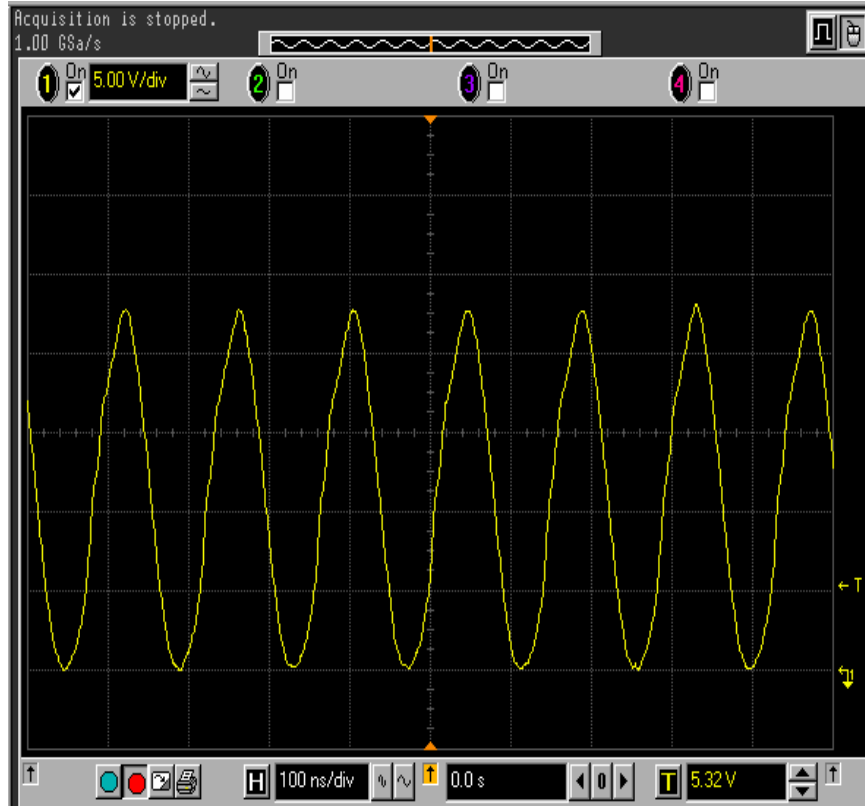 Acquisition is stopped.
1.00 GSa/s
1 On 5.00 V/div 2 On 3 On 4 On
T
1
H 100 ns/div 0.0 s 0 T 5.32 V